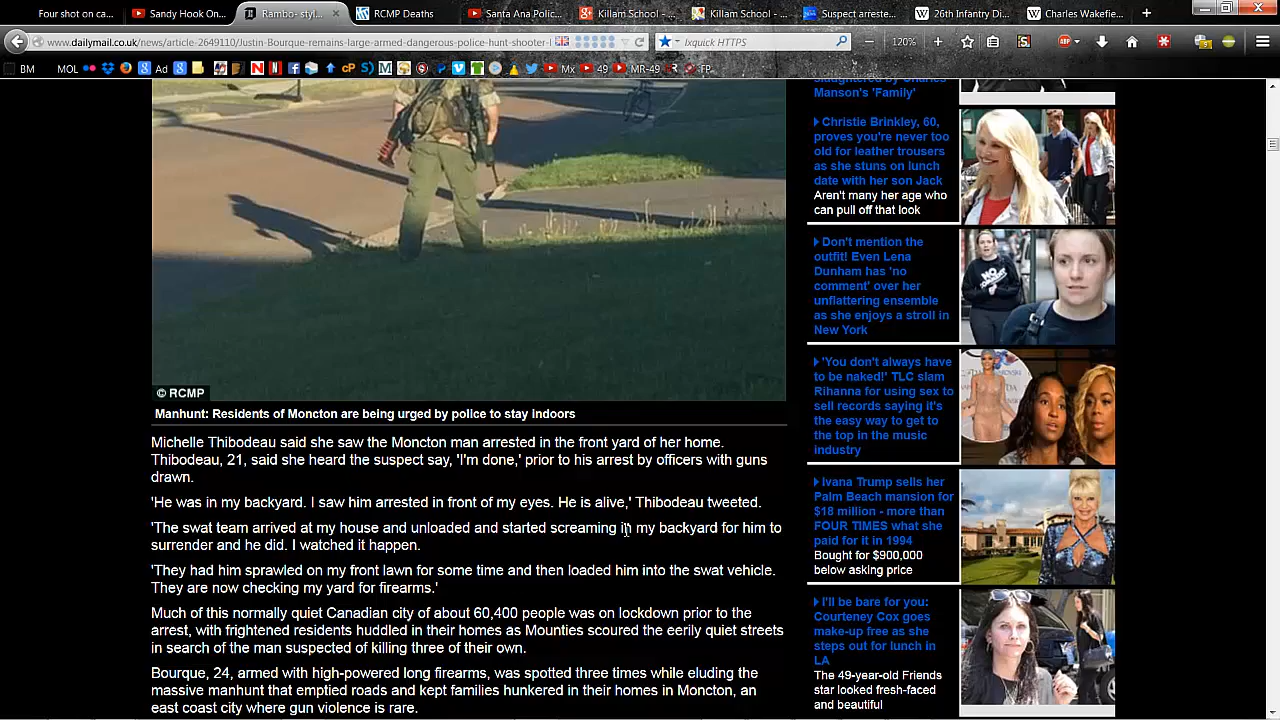 Four shot on ca...
Sandy Hook On...
Rambo- styl...
RCMP Deaths
Santa Ana Polic...
Killam School - ...
Killam School - ...
Suspect arreste...
26th Infantry Di...
Charles Wakefie...
www.dailymail.co.uk/news/article-2649110/Justin-Bourque-remains-large-armed-dangerous-police-hunt-shooter-l
Ixquick HTTPS
120%
BM
MOL
Ad
cP
Mx
49
MR-49
FP
slaughtered by Charles
Manson's 'Family'
Christie Brinkley, 60,
proves you're never too
old for leather trousers
as she stuns on lunch
date with her son Jack
Aren't many her age who
can pull off that look
Don't mention the
outfit! Even Lena
Dunham has 'no
comment' over her
unflattering ensemble
as she enjoys a stroll in
New York
'You don't always have
to be naked!' TLC slam
Rihanna for using sex to
sell records saying it's
the easy way to get to
the top in the music
industry
Ivana Trump sells her
Palm Beach mansion for
$18 million - more than
FOUR TIMES what she
paid for it in 1994
Bought for $900,000
below asking price
I'll be bare for you:
Courteney Cox goes
make-up free as she
steps out for lunch in
LA
The 49-year-old Friends
star looked fresh-faced
and beautiful
© RCMP
Manhunt: Residents of Moncton are being urged by police to stay indoors
Michelle Thibodeau said she saw the Moncton man arrested in the front yard of her home.
Thibodeau, 21, said she heard the suspect say, 'I'm done,' prior to his arrest by officers with guns
drawn.
'He was in my backyard. I saw him arrested in front of my eyes. He is alive,' Thibodeau tweeted.
'The swat team arrived at my house and unloaded and started screaming in my backyard for him to
surrender and he did. I watched it happen.
'They had him sprawled on my front lawn for some time and then loaded him into the swat vehicle.
They are now checking my yard for firearms.'
Much of this normally quiet Canadian city of about 60,400 people was on lockdown prior to the
arrest, with frightened residents huddled in their homes as Mounties scoured the eerily quiet streets
in search of the man suspected of killing three of their own.
Bourque, 24, armed with high-powered long firearms, was spotted three times while eluding the
massive manhunt that emptied roads and kept families hunkered in their homes in Moncton, an
east coast city where gun violence is rare.